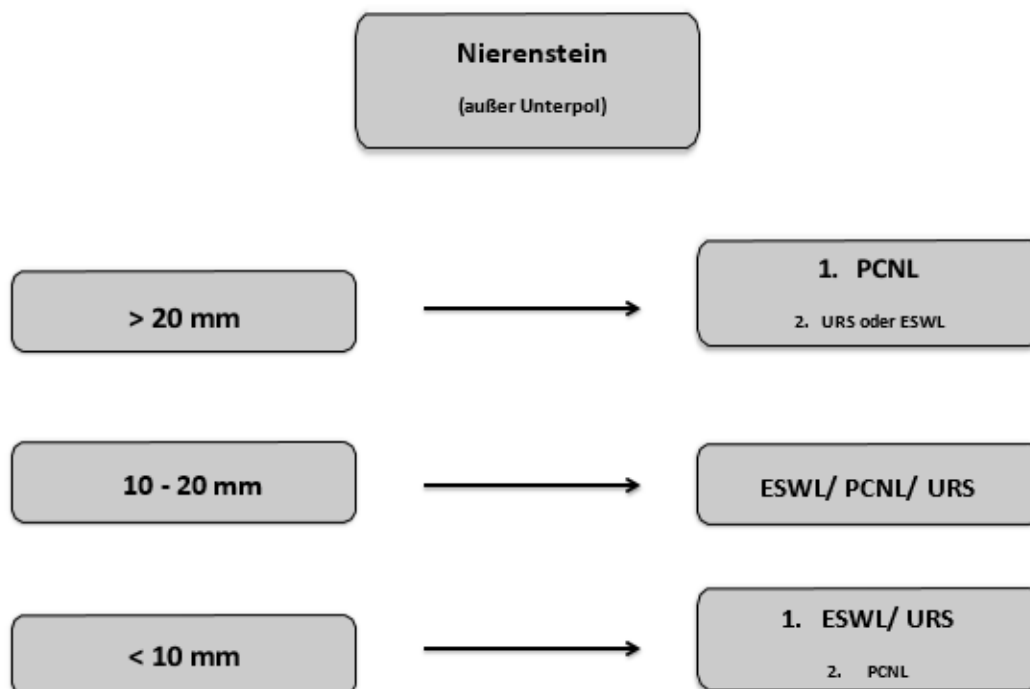 Nierenstein
(außer Unterpol)
> 20 mm
1. PCNL
2. URS oder ESWL
10 - 20 mm
ESWL/ PCNL/ URS
< 10 mm
1. ESWL/ URS
2. PCNL